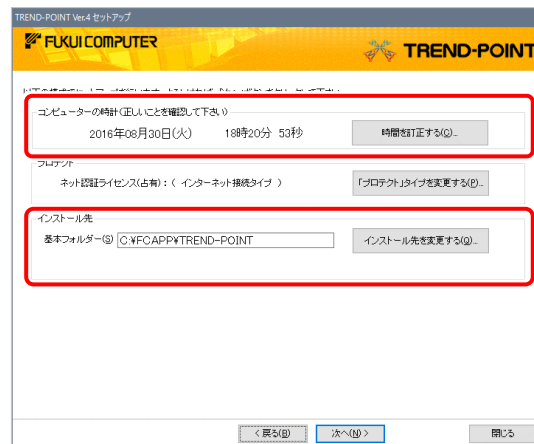 TREND-POINT Ver.4 セットアップ
FUKUI COMPUTER
TREND-POINT
コンピューターの時計(正しいことを確認して下さい)
2016年08月30日(火) 18時20分 53秒
時間を訂正する(C)...
プロテクト
ネット認証ライセンス(占有):( インターネット接続タイプ )
「プロテクト」タイプを変更する(P)...
インストール先
基本フォルダー(S) C:¥FCAPP¥TREND-POINT
インストール先を変更する(Q)...
< 戻る(B)
次へ(N) >
閉じる